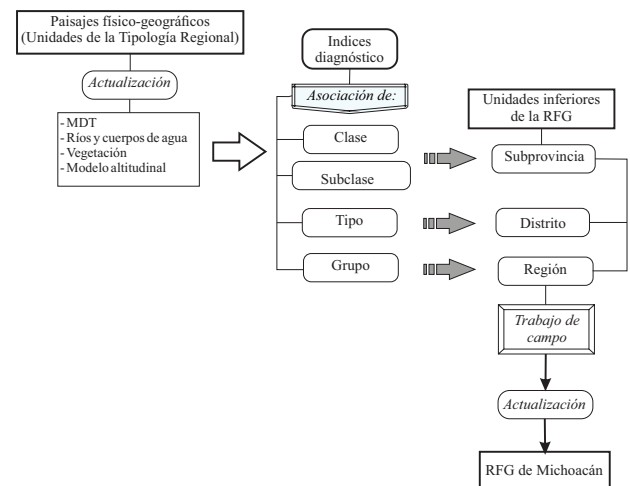 Paisajes físico-geográficos
(Unidades de la Tipología Regional)
Actualización
- MDT
- Ríos y cuerpos de agua
- Vegetación
- Modelo altitudinal
Indices
diagnóstico
Asociación de:
Clase
Subclase
Tipo
Grupo
Unidades inferiores
de la RFG
Subprovincia
Distrito
Región
Trabajo de
campo
Actualización
RFG de Michoacán